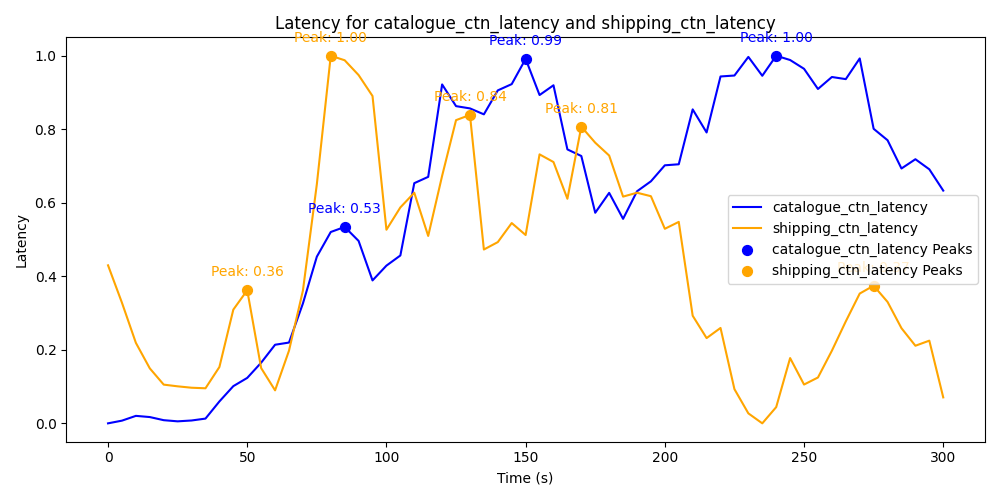 Latency for catalogue_ctn_latency and shipping_ctn_latency
Peak: 1.00
Peak: 0.99
Peak: 1.00
Peak: 0.84
Peak: 0.81
Peak: 0.53
Peak: 0.36
catalogue_ctn_latency
shipping_ctn_latency
catalogue_ctn_latency Peaks
shipping_ctn_latency Peaks
Latency
1.0
0.8
0.6
0.4
0.2
0.0
0
50
100
150
200
250
300
Time (s)